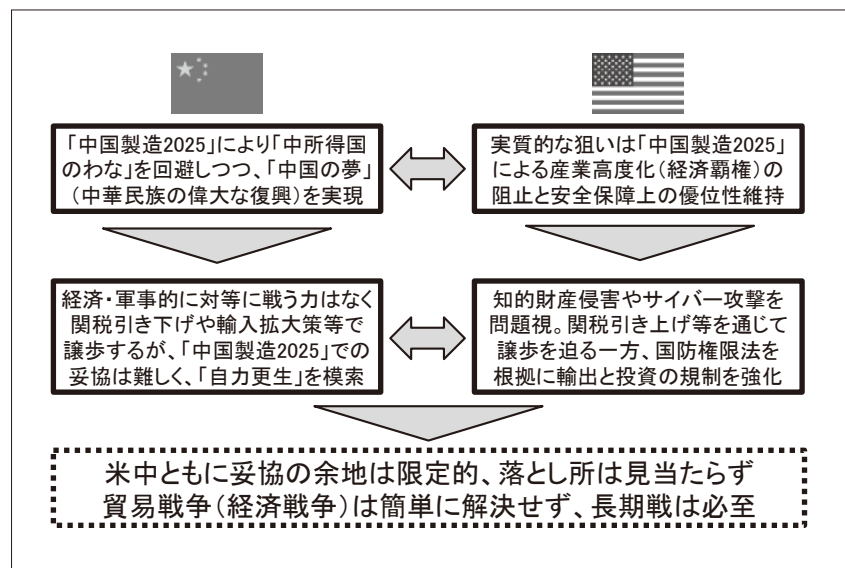 「中国製造2025」により「中所得国
のわな」を回避しつつ、「中国の夢」
（中華民族の偉大な復興）を実現
実質的な狙いは「中国製造2025」
による産業高度化（経済覇権）の
阻止と安全保障上の優位性維持
経済・軍事的に対等に戦う力はなく
関税引き下げや輸入拡大策等で
譲歩するが、「中国製造2025」での
妥協は難しく、「自力更生」を模索
知的財産侵害やサイバー攻撃を
問題視。関税引き上げ等を通じて
譲歩を迫る一方、国防権限法を
根拠に輸出と投資の規制を強化
米中ともに妥協の余地は限定的、落とし所は見当たらず
貿易戦争（経済戦争）は簡単に解決せず、長期戦は必至